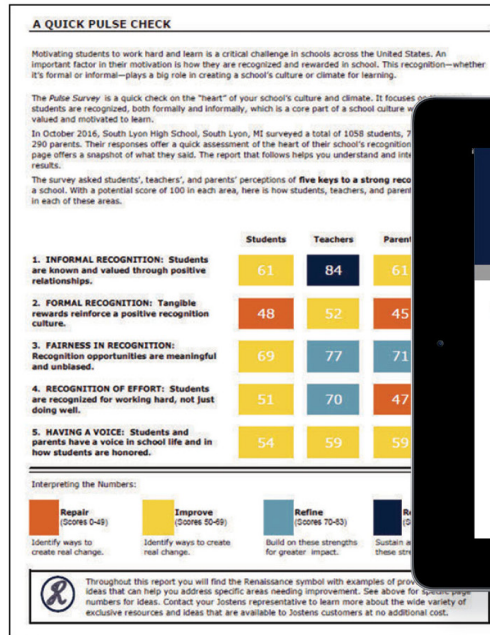 A QUICK PULSE CHECK
Motivating students to work hard and learn is a critical challenge in schools across the United States. An
important factor in their motivation is how they are recognized and rewarded in school. This recognition—whether
it's formal or informal—plays a big role in creating a school's culture or climate for learning.
The Pulse Survey is a quick check on the "heart" of your school's culture and climate. It focuses
students are recognized, both formally and informally, which is a core part of a school culture
valued and motivated to learn.
In October 2016, South Lyon High School, South Lyon, MI surveyed a total of 1058 students, 7
290 parents. Their responses offer a quick assessment of the heart of their school's recognition
page offers a snapshot of what they said. The report that follows helps you understand and
results.
The survey asked students', teachers', and parents' perceptions of five keys to a strong
a school. With a potential score of 100 in each area, here is how students, teachers, and
in each of these areas.
Students Teachers
1. INFORMAL RECOGNITION: Students
are known and valued through positive
relationships.
61 84 61
2. FORMAL RECOGNITION: Tangible
rewards reinforce a positive recognition
culture.
48 52 45
3. FAIRNESS IN RECOGNITION:
Recognition opportunities are meaningful
and unbiased.
69 77 71
4. RECOGNITION OF EFFORT: Students
are recognized for working hard, not just
doing well.
51 70 47
5. HAVING A VOICE: Students and
parents have a voice in school life and in
how students are honored.
54 59 59
Interpreting the Numbers:
Repair Improve Refine
(Scores 0-49) (Scores 50-69)
Identify ways to Identify ways to create Build on these strengths Sustain
create real change. real change. for greater impact. these
R
Throughout this report you will find the Renaissance symbol with examples of
ideas that can help you address specific areas needing improvement. See above for specific page
numbers for ideas. Contact your Jostens representative to learn more about the wide variety of
exclusive resources and ideas that are available to Jostens customers at no additional cost.